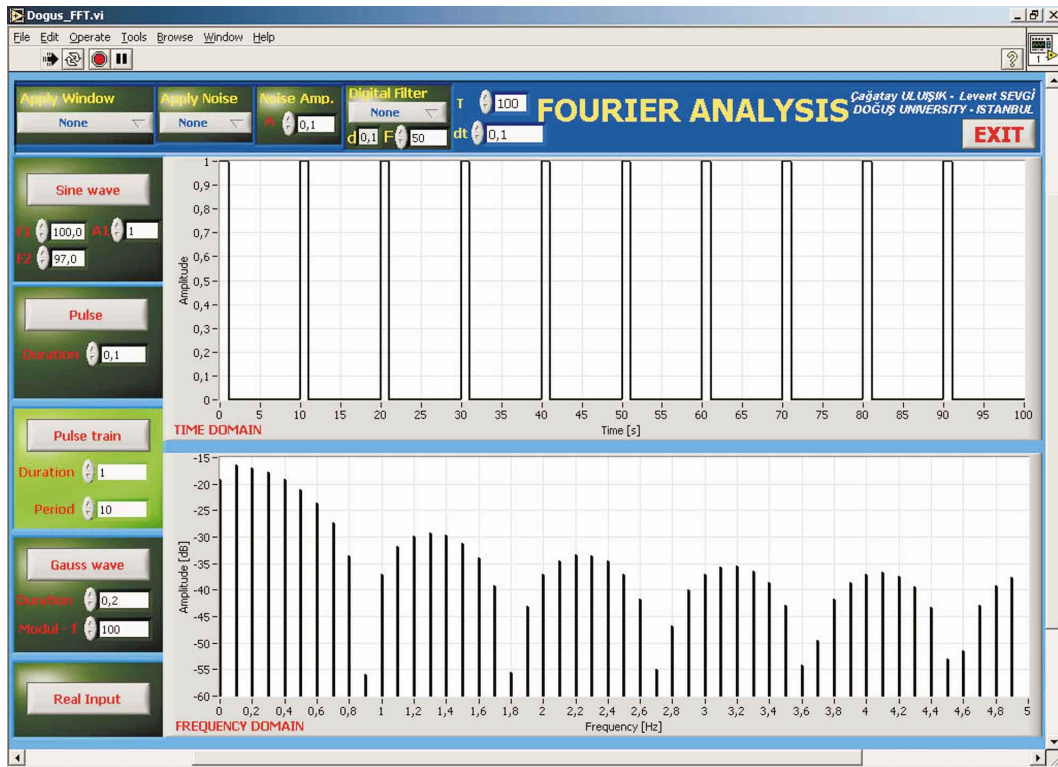 Dogus_FFT.vi
File Edit Operate Tools Browse Window Help
Apply Window
None
Apply Noise
None
Noise Amp.
A 0,1
Digital Filter
None
d 0,1 F 50
T 100
dt 0,1
FOURIER ANALYSIS
Çağatay ULUIŞIK - Levent SEVGİ
DOĞUŞ UNIVERSITY - ISTANBUL
EXIT
Sine wave
F1 100,0 A1 1
F2 97,0
Pulse
Duration 0,1
Pulse train
Duration 1
Period 10
Gauss wave
Duration 0,2
Modul - f 100
Real Input
Amplitude
1
0,9
0,8
0,7
0,6
0,5
0,4
0,3
0,2
0,1
0
0 5 10 15 20 25 30 35 40 45 50 55 60 65 70 75 80 85 90 95 100
TIME DOMAIN
Time [s]
Amplitude [dB]
-15
-20
-25
-30
-35
-40
-45
-50
-55
-60
0 0,2 0,4 0,6 0,8 1 1,2 1,4 1,6 1,8 2 2,2 2,4 2,6 2,8 3 3,2 3,4 3,6 3,8 4 4,2 4,4 4,6 4,8 5
FREQUENCY DOMAIN
Frequency [Hz]